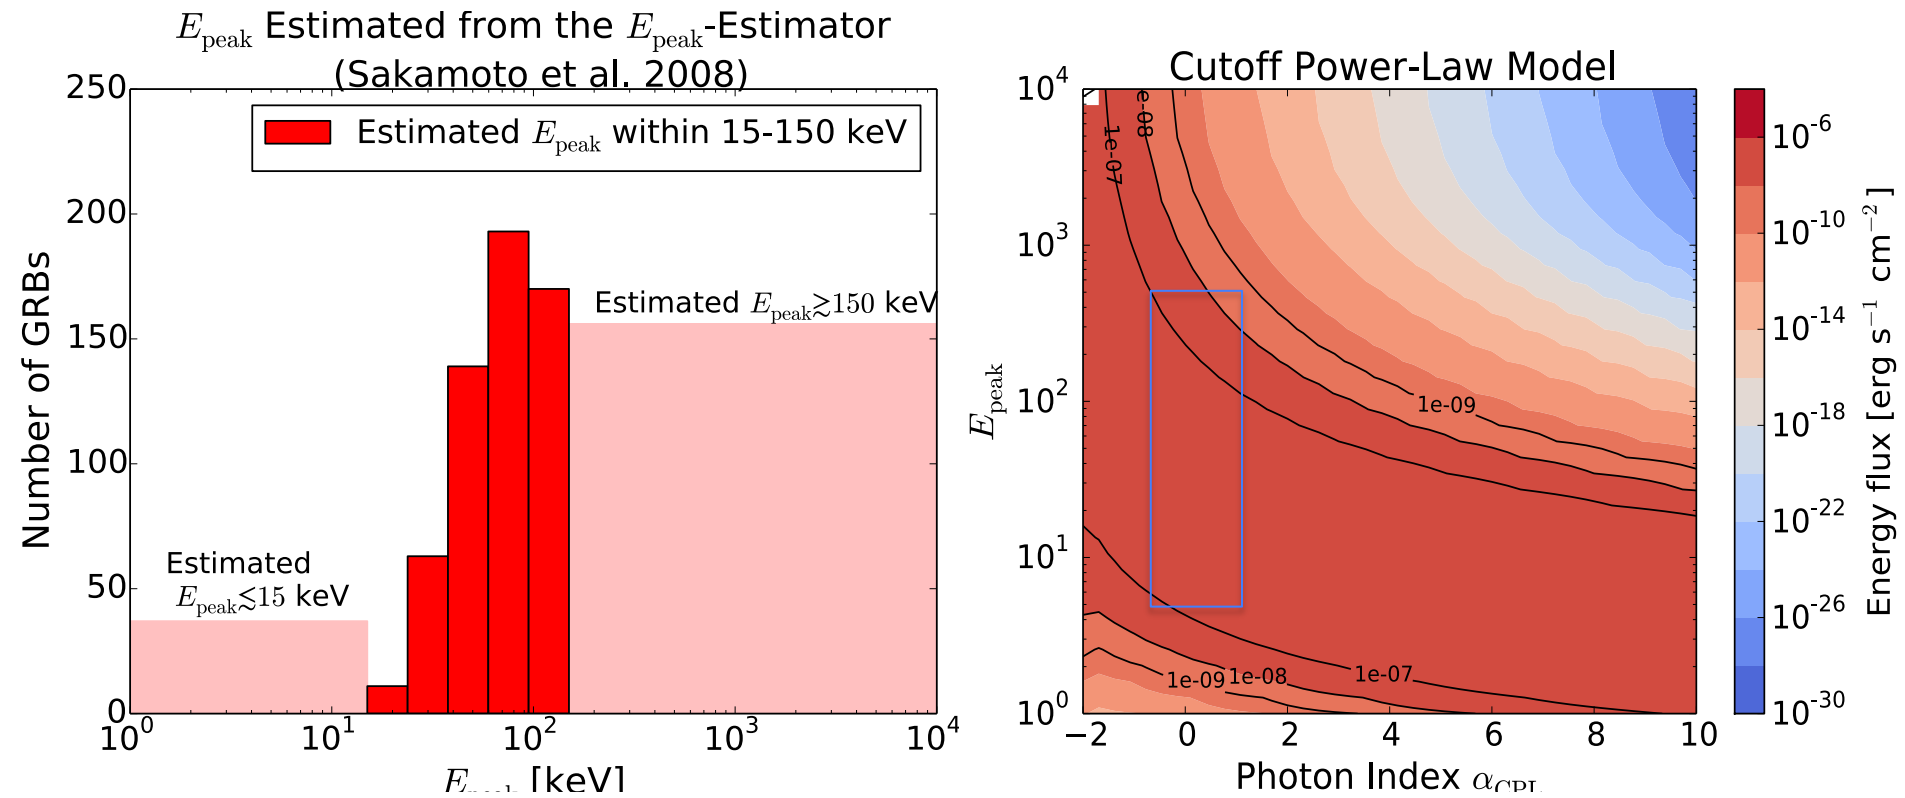 E_peak Estimated from the E_peak-Estimator
(Sakamoto et al. 2008)
250
200
150
100
50
0
Number of GRBs
Estimated E_peak within 15-150 keV
Estimated E_peak≳150 keV
Estimated
E_peak≲15 keV
10^0
10^1
10^2
10^3
10^4
E_peak [keV]
Cutoff Power-Law Model
10^4
10^3
10^2
10^1
10^0
E_peak
1e-07
1e-08
1e-09
1e-09
1e-08
1e-07
−2
0
2
4
6
8
10
Photon Index α_CPL
10^-6
10^-10
10^-14
10^-18
10^-22
10^-26
10^-30
Energy flux [erg s^−1 cm^−2 ]